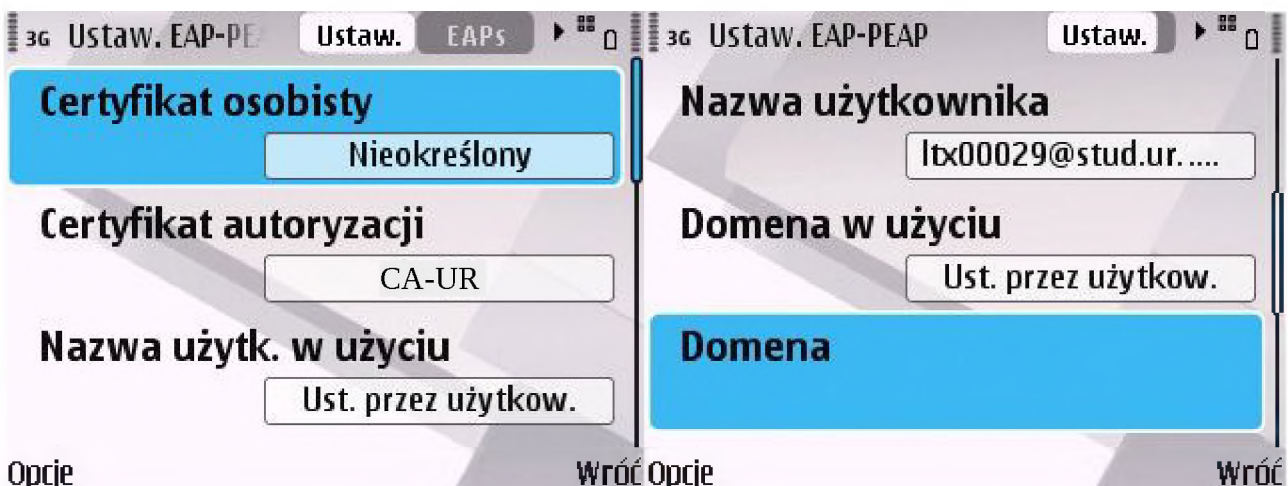 3G Ustaw. EAP-PE Ustaw. EAPs
Certyfikat osobisty
Nieokreślony
Certyfikat autoryzacji
CA-UR
Nazwa użytk. w użyciu
Ust. przez użytkow.
Opcje Wróć
3G Ustaw. EAP-PEAP Ustaw.
Nazwa użytkownika
ltx00029@stud.ur.....
Domena w użyciu
Ust. przez użytkow.
Domena
Opcje Wróć